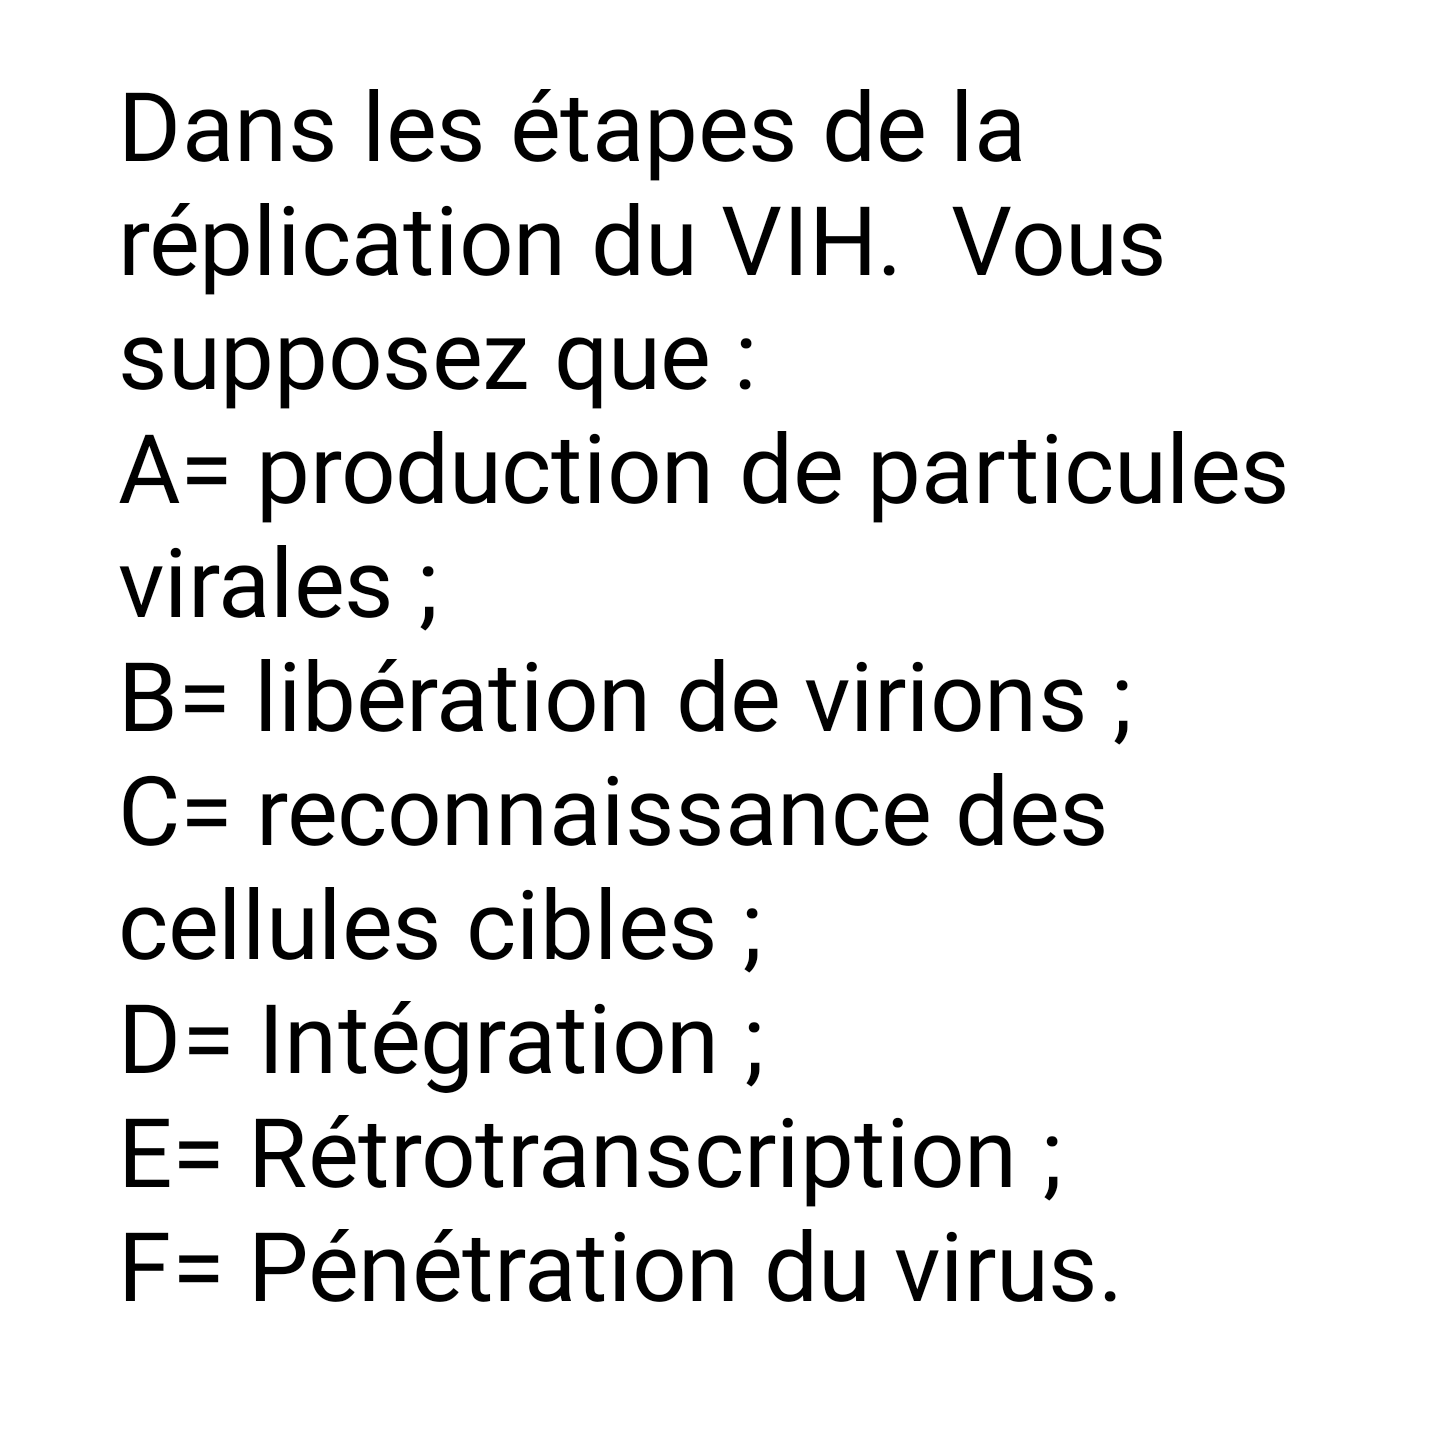 Dans les étapes de la
réplication du VIH.  Vous
supposez que :
A= production de particules
virales ;
B= libération de virions ;
C= reconnaissance des
cellules cibles ;
D= Intégration ;
E= Rétrotranscription ;
F= Pénétration du virus.